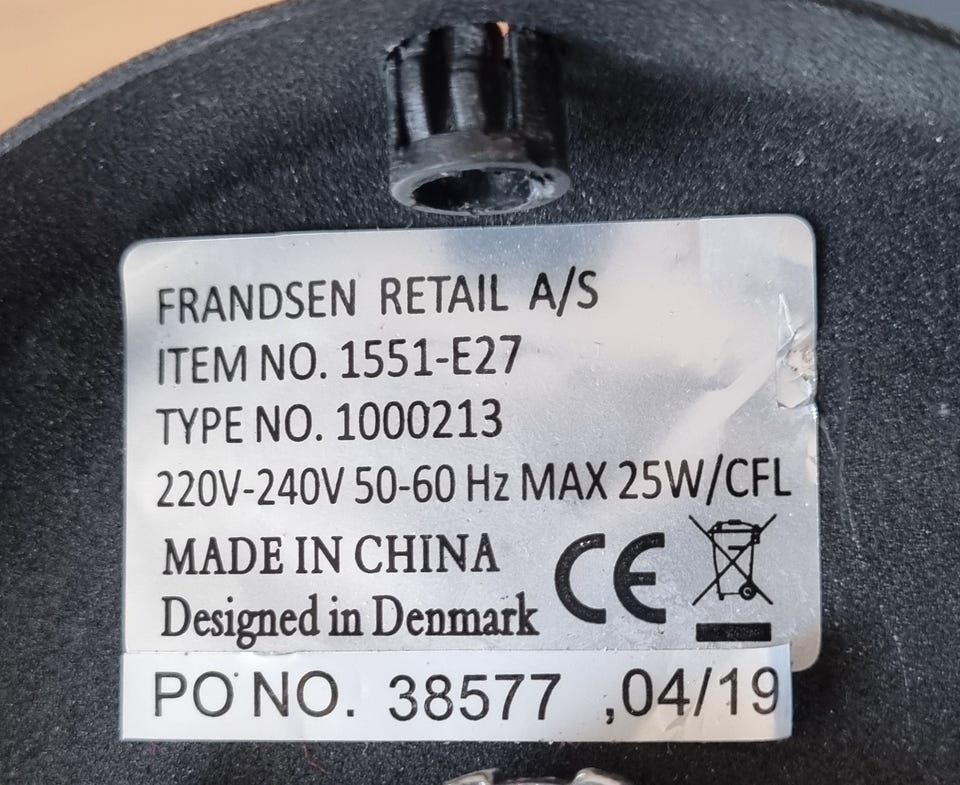 FRANDSEN RETAIL A/S
ITEM NO. 1551-E27
TYPE NO. 1000213
220V-240V 50-60 Hz MAX 25W/CFL
MADE IN CHINA
Designed in Denmark
CE
PO NO. 38577 ,04/19